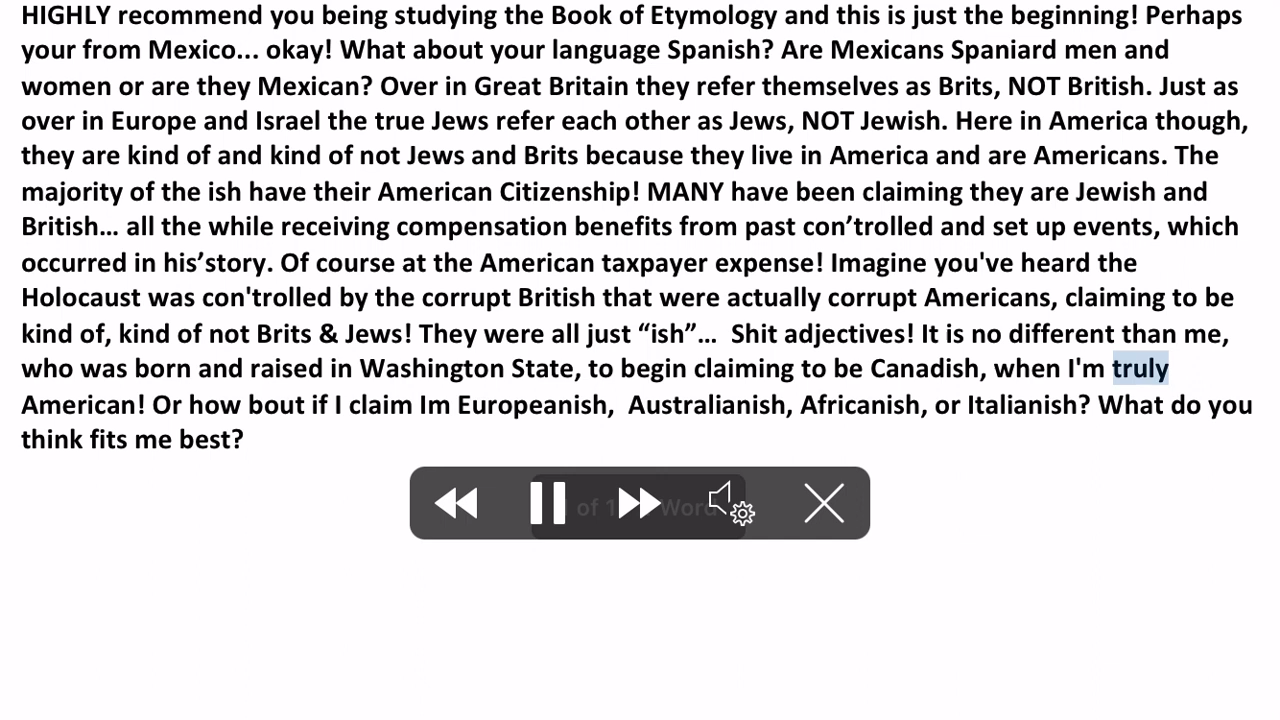 HIGHLY recommend you being studying the Book of Etymology and this is just the beginning! Perhaps
your from Mexico... okay! What about your language Spanish? Are Mexicans Spaniard men and
women or are they Mexican? Over in Great Britain they refer themselves as Brits, NOT British. Just as
over in Europe and Israel the true Jews refer each other as Jews, NOT Jewish. Here in America though,
they are kind of and kind of not Jews and Brits because they live in America and are Americans. The
majority of the ish have their American Citizenship! MANY have been claiming they are Jewish and
British… all the while receiving compensation benefits from past con’trolled and set up events, which
occurred in his’story. Of course at the American taxpayer expense! Imagine you've heard the
Holocaust was con'trolled by the corrupt British that were actually corrupt Americans, claiming to be
kind of, kind of not Brits & Jews! They were all just “ish”…  Shit adjectives! It is no different than me,
who was born and raised in Washington State, to begin claiming to be Canadish, when I'm truly
American! Or how bout if I claim Im Europeanish,  Australianish, Africanish, or Italianish? What do you
think fits me best?
of 1 Word